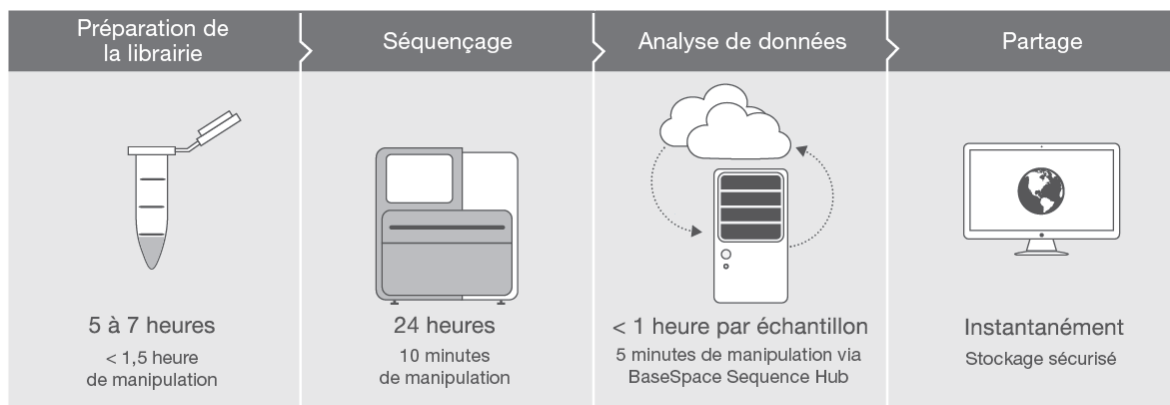 Préparation de
la librairie
Séquençage
Analyse de données
Partage
5 à 7 heures
< 1,5 heure
de manipulation
24 heures
10 minutes
de manipulation
< 1 heure par échantillon
5 minutes de manipulation via
BaseSpace Sequence Hub
Instantanément
Stockage sécurisé